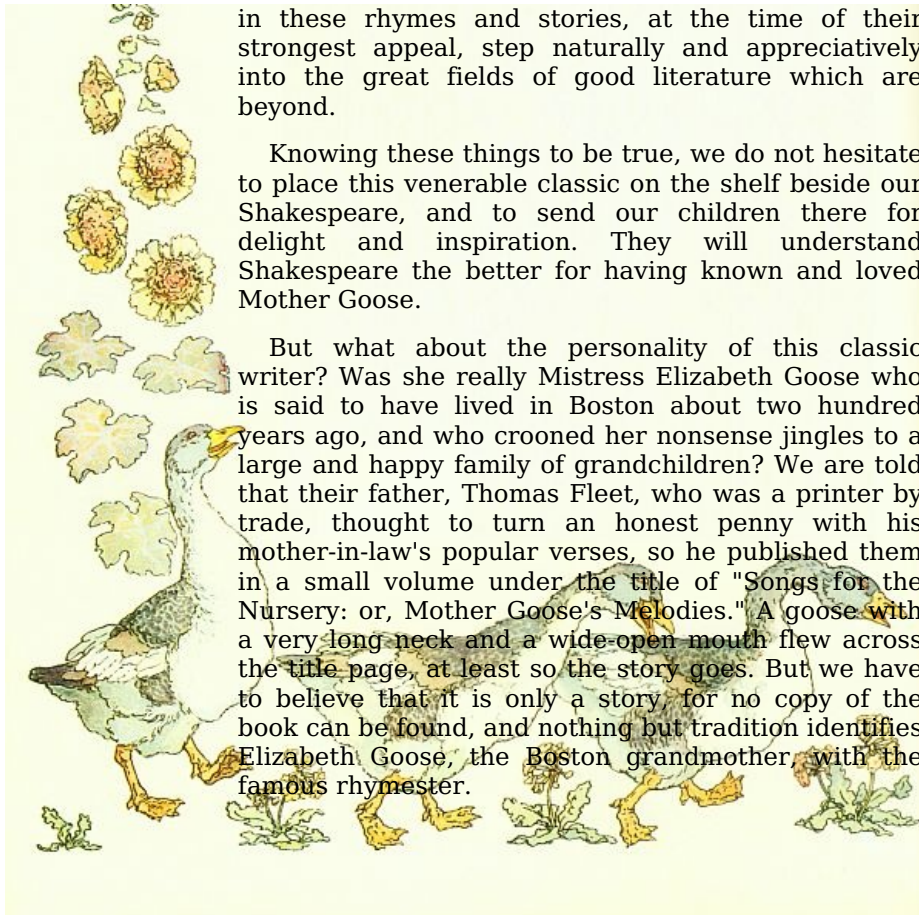 in these rhymes and stories, at the time of their
strongest appeal, step naturally and appreciatively
into the great fields of good literature which are
beyond.
Knowing these things to be true, we do not hesitate
to place this venerable classic on the shelf beside our
Shakespeare, and to send our children there for
delight and inspiration. They will understand
Shakespeare the better for having known and loved
Mother Goose.
But what about the personality of this classic
writer? Was she really Mistress Elizabeth Goose who
is said to have lived in Boston about two hundred
years ago, and who crooned her nonsense jingles to a
large and happy family of grandchildren? We are told
that their father, Thomas Fleet, who was a printer by
trade, thought to turn an honest penny with his
mother-in-law's popular verses, so he published them
in a small volume under the title of "Songs for the
Nursery: or, Mother Goose's Melodies." A goose with
a very long neck and a wide-open mouth flew across
the title page, at least so the story goes. But we have
to believe that it is only a story, for no copy of the
book can be found, and nothing but tradition identifies
Elizabeth Goose, the Boston grandmother, with the
famous rhymester.